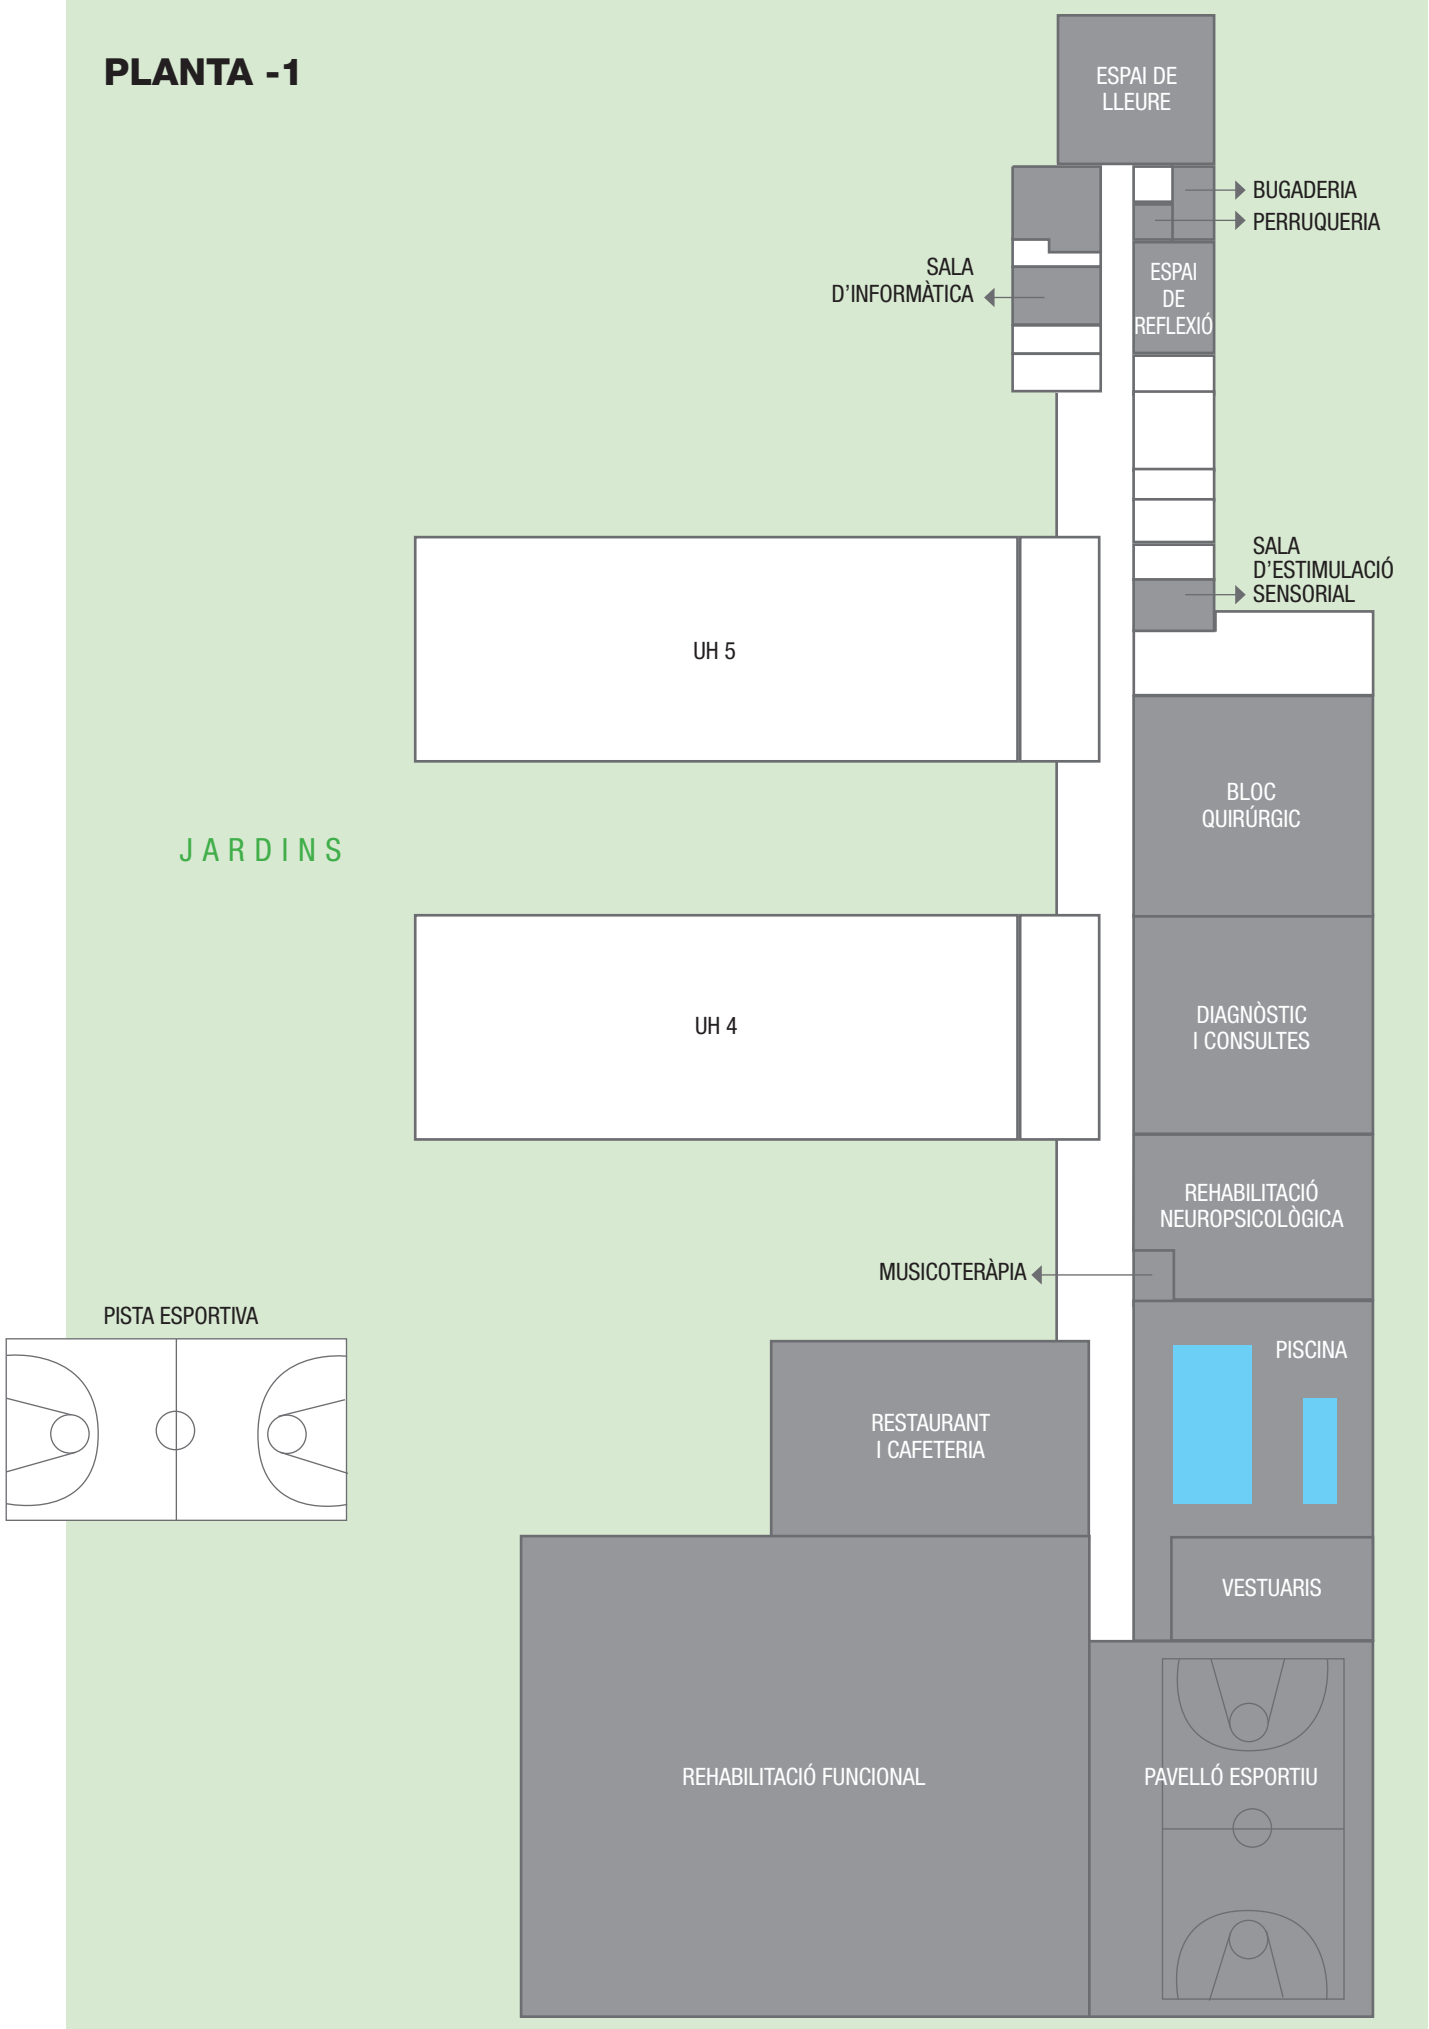 PLANTA -1
ESPAI DE
LLEURE
BUGADERIA
PERRUQUERIA
SALA
D'INFORMÀTICA
ESPAI
DE
REFLEXIÓ
SALA
D'ESTIMULACIÓ
SENSORIAL
UH 5
BLOC
QUIRÚRGIC
JARDINS
UH 4
DIAGNÒSTIC
I CONSULTES
REHABILITACIÓ
NEUROPSICOLÒGICA
MUSICOTERÀPIA
PISTA ESPORTIVA
PISCINA
RESTAURANT
I CAFETERIA
VESTUARIS
REHABILITACIÓ FUNCIONAL
PAVELLÓ ESPORTIU